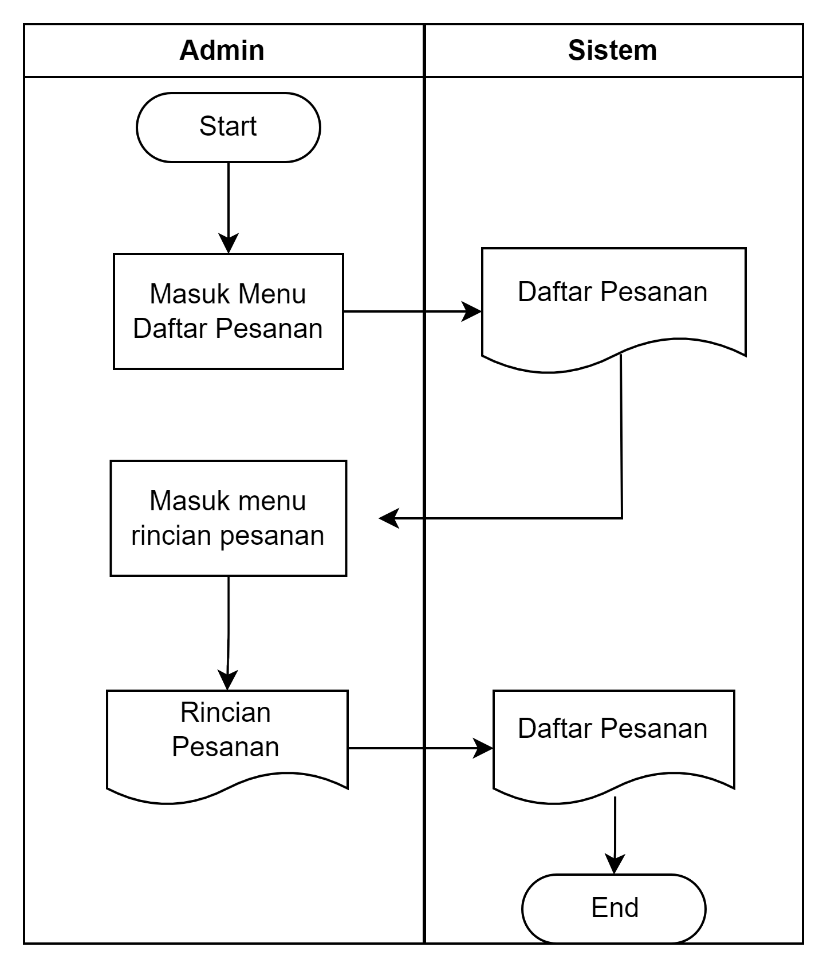 Admin
Sistem
Start
Masuk Menu
Daftar Pesanan
Daftar Pesanan
Masuk menu
rincian pesanan
Rincian
Pesanan
Daftar Pesanan
End